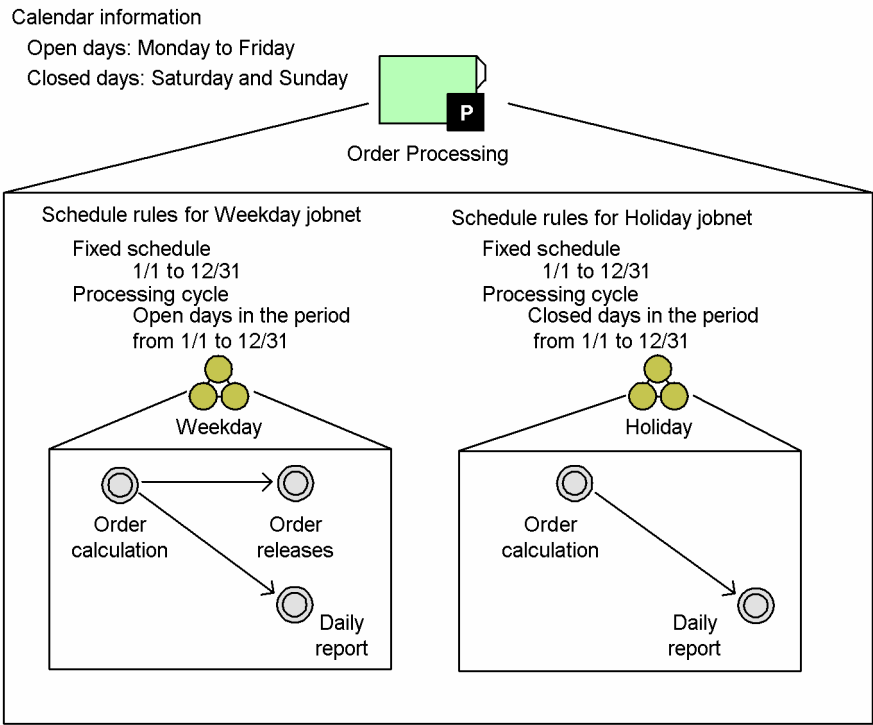 Calendar information
Open days: Monday to Friday
Closed days: Saturday and Sunday
P
Order Processing
Schedule rules for Weekday jobnet
Fixed schedule
1/1 to 12/31
Processing cycle
Open days in the period
from 1/1 to 12/31
Weekday
Order
calculation
Order
releases
Daily
report
Schedule rules for Holiday jobnet
Fixed schedule
1/1 to 12/31
Processing cycle
Closed days in the period
from 1/1 to 12/31
Holiday
Order
calculation
Daily
report